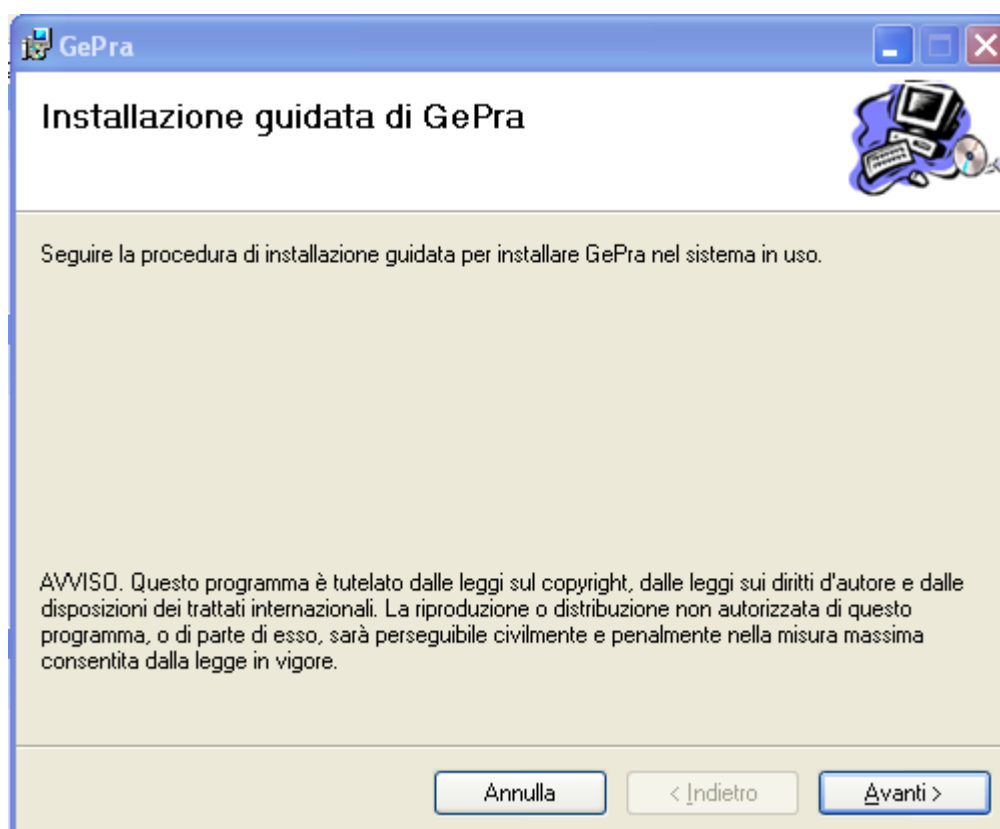 GePra
Installazione guidata di GePra
Seguire la procedura di installazione guidata per installare GePra nel sistema in uso.
AVVISO. Questo programma è tutelato dalle leggi sul copyright, dalle leggi sui diritti d'autore e dalle
disposizioni dei trattati internazionali. La riproduzione o distribuzione non autorizzata di questo
programma, o di parte di esso, sarà perseguibile civilmente e penalmente nella misura massima
consentita dalla legge in vigore.
Annulla < Indietro Avanti >